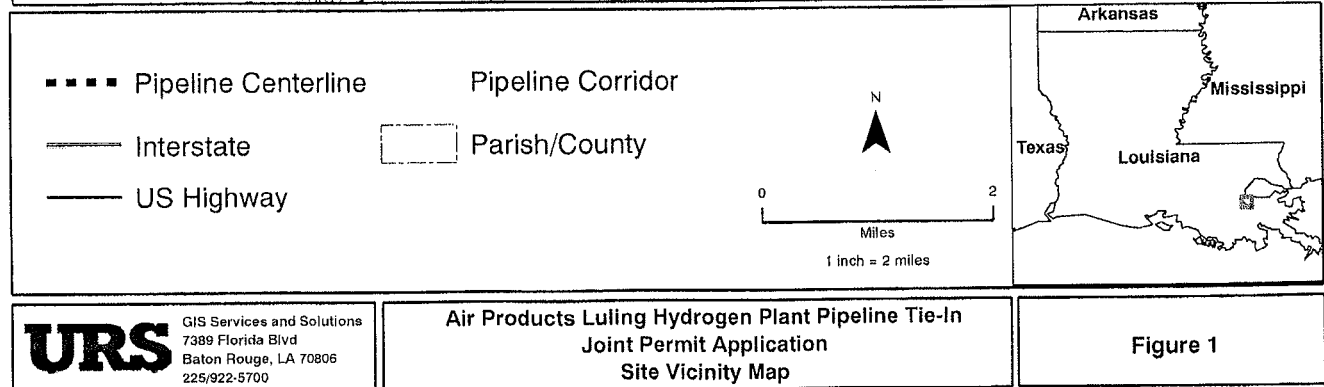 Pipeline Centerline
Pipeline Corridor
Interstate
Parish/County
US Highway
N
0 2
Miles
1 inch = 2 miles
Arkansas
Mississippi
Texas
Louisiana
URS
GIS Services and Solutions
7389 Florida Blvd
Baton Rouge, LA 70806
225/922-5700
Air Products Luling Hydrogen Plant Pipeline Tie-In
Joint Permit Application
Site Vicinity Map
Figure 1